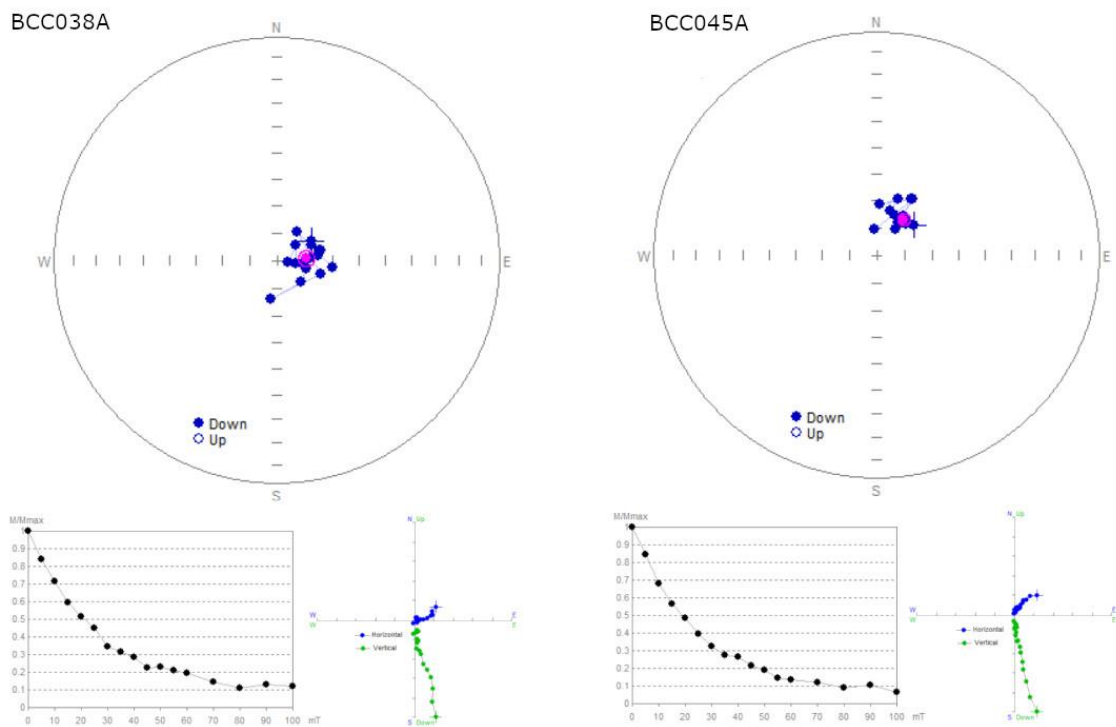 BCC038A
N
W
E
S
Down
Up
BCC045A
N
W
E
S
Down
Up
M/Mmax
1
0.9
0.8
0.7
0.6
0.5
0.4
0.3
0.2
0.1
0
0 10 20 30 40 50 60 70 80 90 100
mT
N Up
W E
W E
Horizontal
Vertical
S Down
M/Mmax
1
0.9
0.8
0.7
0.6
0.5
0.4
0.3
0.2
0.1
0
0 10 20 30 40 50 60 70 80 90 100
mT
N Up
W E
W E
Horizontal
Vertical
S Down